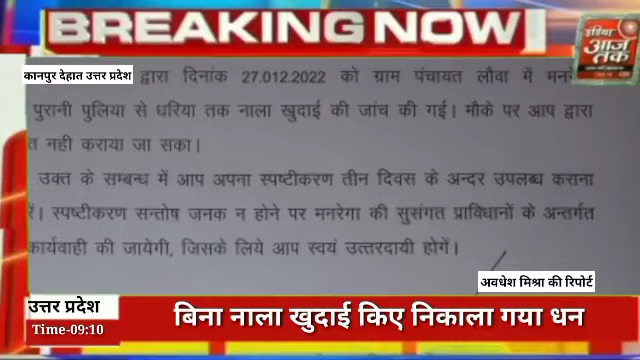 BREAKING NOW
इंडिया
आज
तक
कानपुर देहात उत्तर प्रदेश
द्वारा दिनांक 27.012.2022 को ग्राम पंचायत लौवा में
पुरानी पुलिया से धरिया तक नाला खुदाई की जांच की गई। मौके पर आप द्वारा
त नही कराया जा सका।
उक्त के सम्बन्ध में आप अपना स्पष्टीकरण तीन दिवस के अन्दर उपलब्ध कराना
रें। स्पष्टीकरण सन्तोष जनक न होने पर मनरेगा की सुसंगत प्राविधानों के अन्तर्गत
कार्यवाही की जायेगी, जिसके लिये आप स्वयं उत्तरदायी होगें।
अवधेश मिश्रा की रिपोर्ट
उत्तर प्रदेश
Time-09:10
बिना नाला खुदाई किए निकाला गया धन